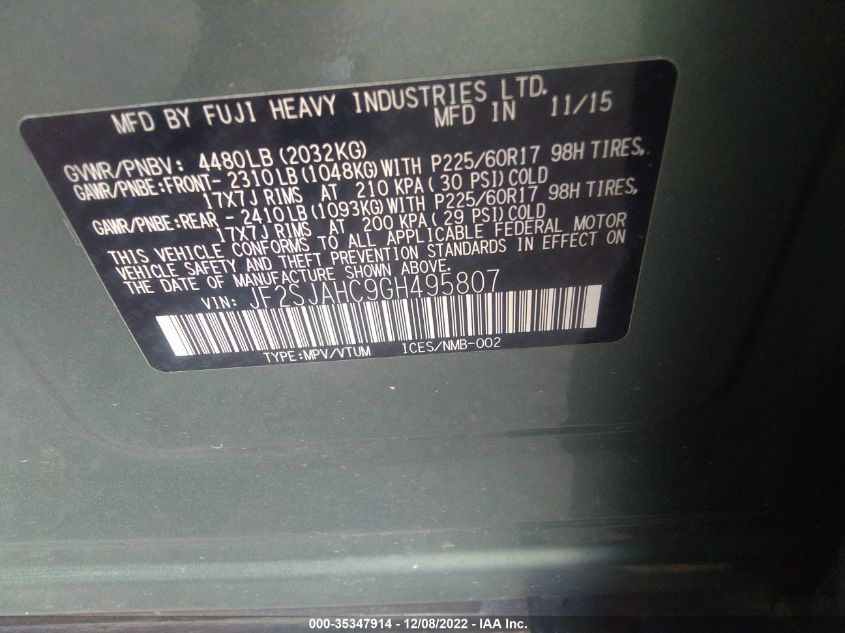 MFD BY FUJI HEAVY INDUSTRIES LTD.
MFD IN 11/15
GVWR/PNBV: 4480LB(2032KG)
GAWR/PNBE:FRONT- 2310LB(1048KG)WITH P225/60R17 98H TIRES,
17X7J RIMS AT 210 KPA(30 PSI)COLD
GAWR/PNBE:REAR - 2410LB(1093KG)WITH P225/60R17 98H TIRES,
17X7J RIMS AT 200 KPA(29 PSI)COLD
THIS VEHICLE CONFORMS TO ALL APPLICABLE FEDERAL MOTOR
VEHICLE SAFETY AND THEFT PREVENTION STANDARDS IN EFFECT ON
THE DATE OF MANUFACTURE SHOWN ABOVE.
VIN: JF2SJAHC9GH495807
TYPE:MPV/VTUM ICES/NMB-002
000-35347914 - 12/08/2022 - IAA Inc.